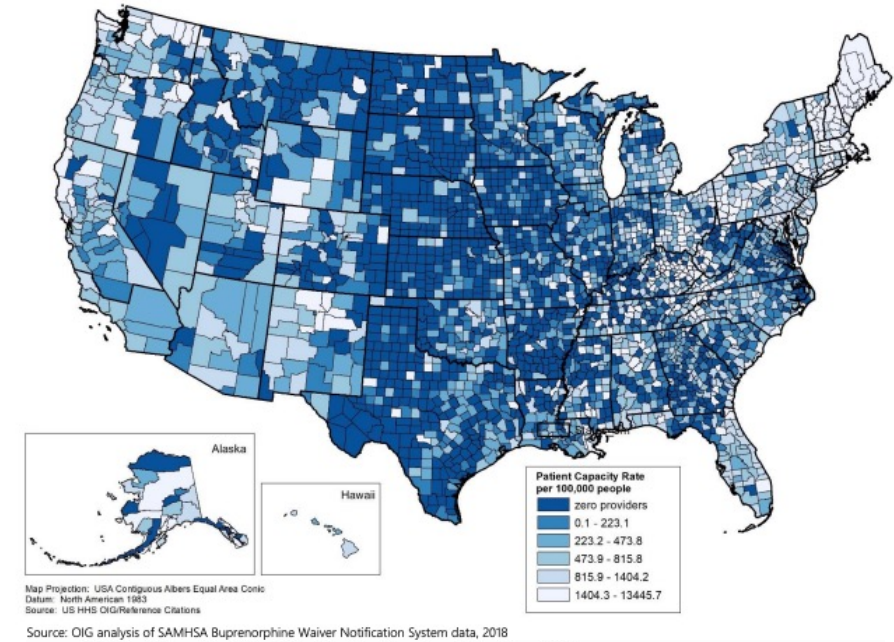 Alaska
Hawaii
Patient Capacity Rate
per 100,000 people
zero providers
0.1 - 223.1
223.2 - 473.8
473.9 - 815.8
815.9 - 1404.2
1404.3 - 13445.7
Map Projection: USA Contiguous Albers Equal Area Conic
Datum: North American 1983
Source: US HHS OIG/Reference Citations
Source: OIG analysis of SAMHSA Buprenorphine Waiver Notification System data, 2018